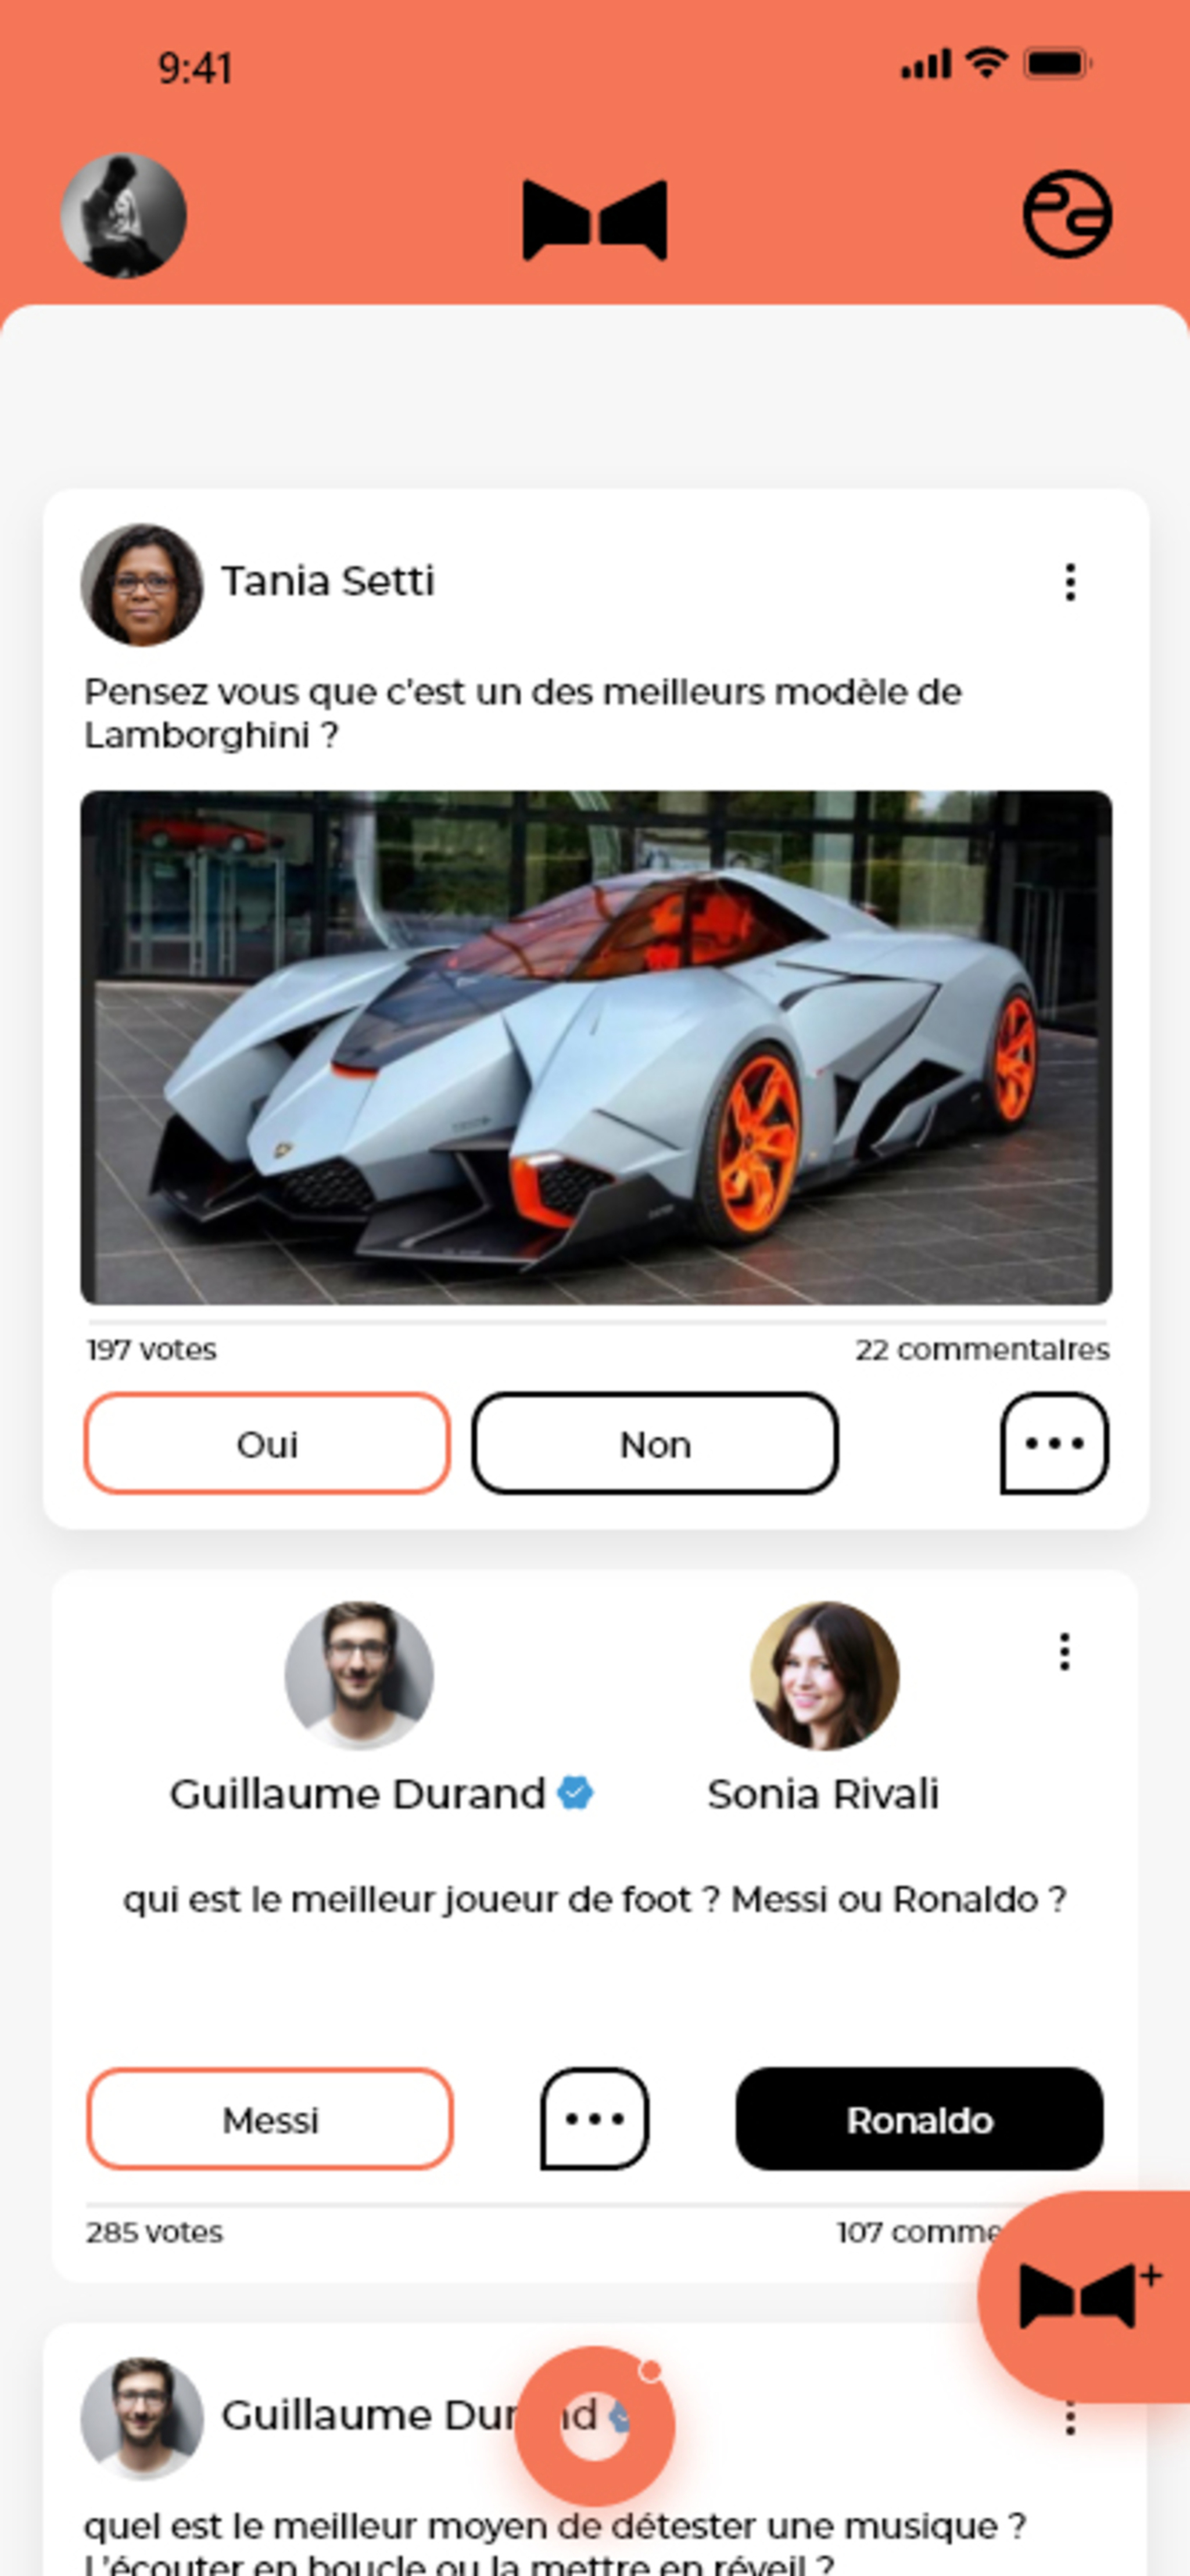 9:41
Tania Setti
Pensez vous que c'est un des meilleurs modèle de
Lamborghini ?
197 votes
22 commentaires
Oui
Non
Guillaume Durand
Sonia Rivali
qui est le meilleur joueur de foot ? Messi ou Ronaldo ?
Messi
Ronaldo
285 votes
107 comme
Guillaume Dur nd
quel est le meilleur moyen de détester une musique ?
L'écouter en boucle ou la mettre en réveil ?